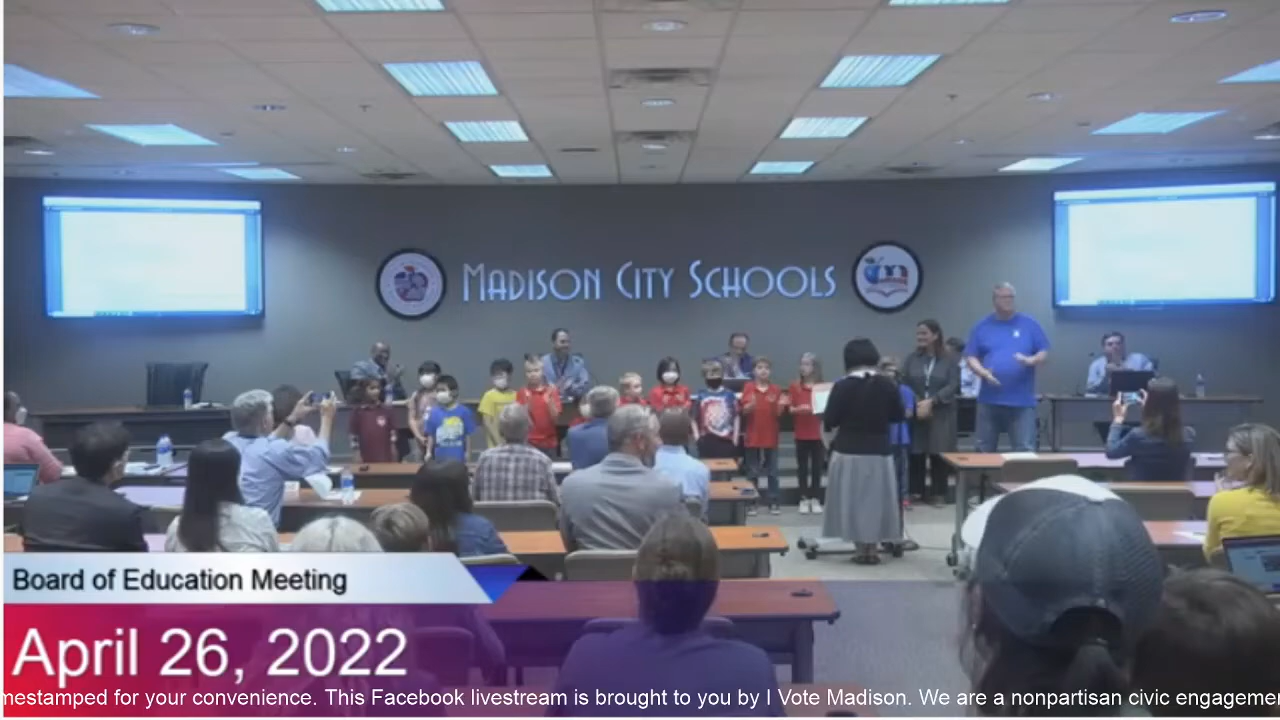 MADISON CITY SCHOOLS
Board of Education Meeting
April 26, 2022
mestamped for your convenience. This Facebook livestream is brought to you by I Vote Madison. We are a nonpartisan civic engageme